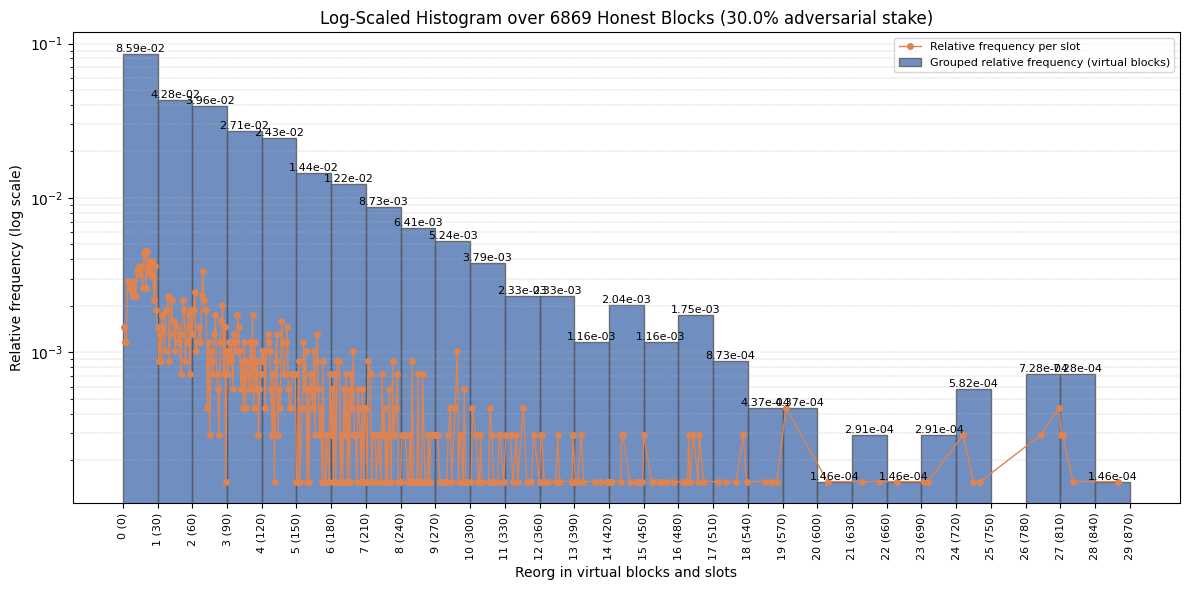 Log-Scaled Histogram over 6869 Honest Blocks (30.0% adversarial stake)
Relative frequency per slot
Grouped relative frequency (virtual blocks)
Relative frequency (log scale)
10⁻¹
10⁻²
10⁻³
8.59e-02
4.28e-02
3.96e-02
2.71e-02
2.43e-02
1.44e-02
1.22e-02
8.73e-03
6.41e-03
5.24e-03
3.79e-03
2.33e-03
2.33e-03
1.16e-03
2.04e-03
1.16e-03
1.75e-03
8.73e-04
4.37e-04
4.37e-04
1.46e-04
2.91e-04
1.46e-04
2.91e-04
5.82e-04
7.28e-04
7.28e-04
1.46e-04
0 (0)
1 (30)
2 (60)
3 (90)
4 (120)
5 (150)
6 (180)
7 (210)
8 (240)
9 (270)
10 (300)
11 (330)
12 (360)
13 (390)
14 (420)
15 (450)
16 (480)
17 (510)
18 (540)
19 (570)
20 (600)
21 (630)
22 (660)
23 (690)
24 (720)
25 (750)
26 (780)
27 (810)
28 (840)
29 (870)
Reorg in virtual blocks and slots